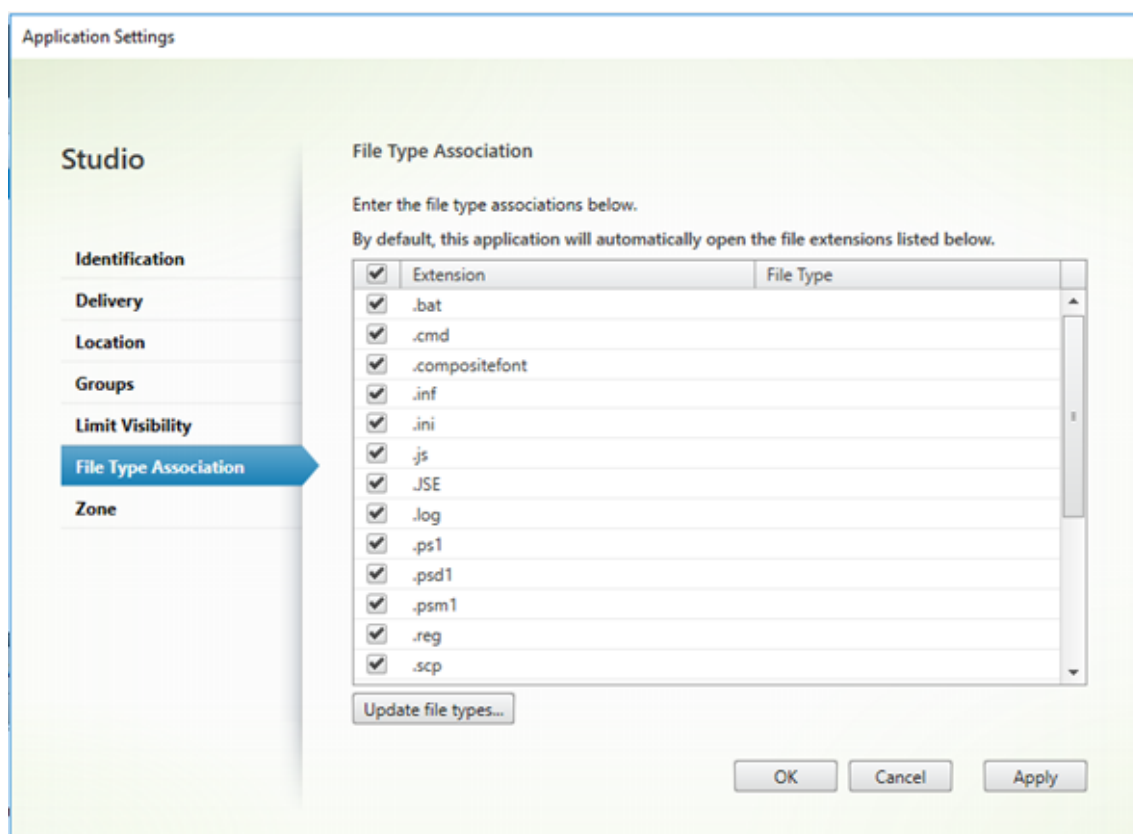 Application Settings
Studio
Identification
Delivery
Location
Groups
Limit Visibility
File Type Association
Zone
File Type Association
Enter the file type associations below.
By default, this application will automatically open the file extensions listed below.
Extension File Type
.bat
.cmd
.compositefont
.inf
.ini
.js
.JSE
.log
.ps1
.psd1
.psm1
.reg
.scp
Update file types...
OK Cancel Apply